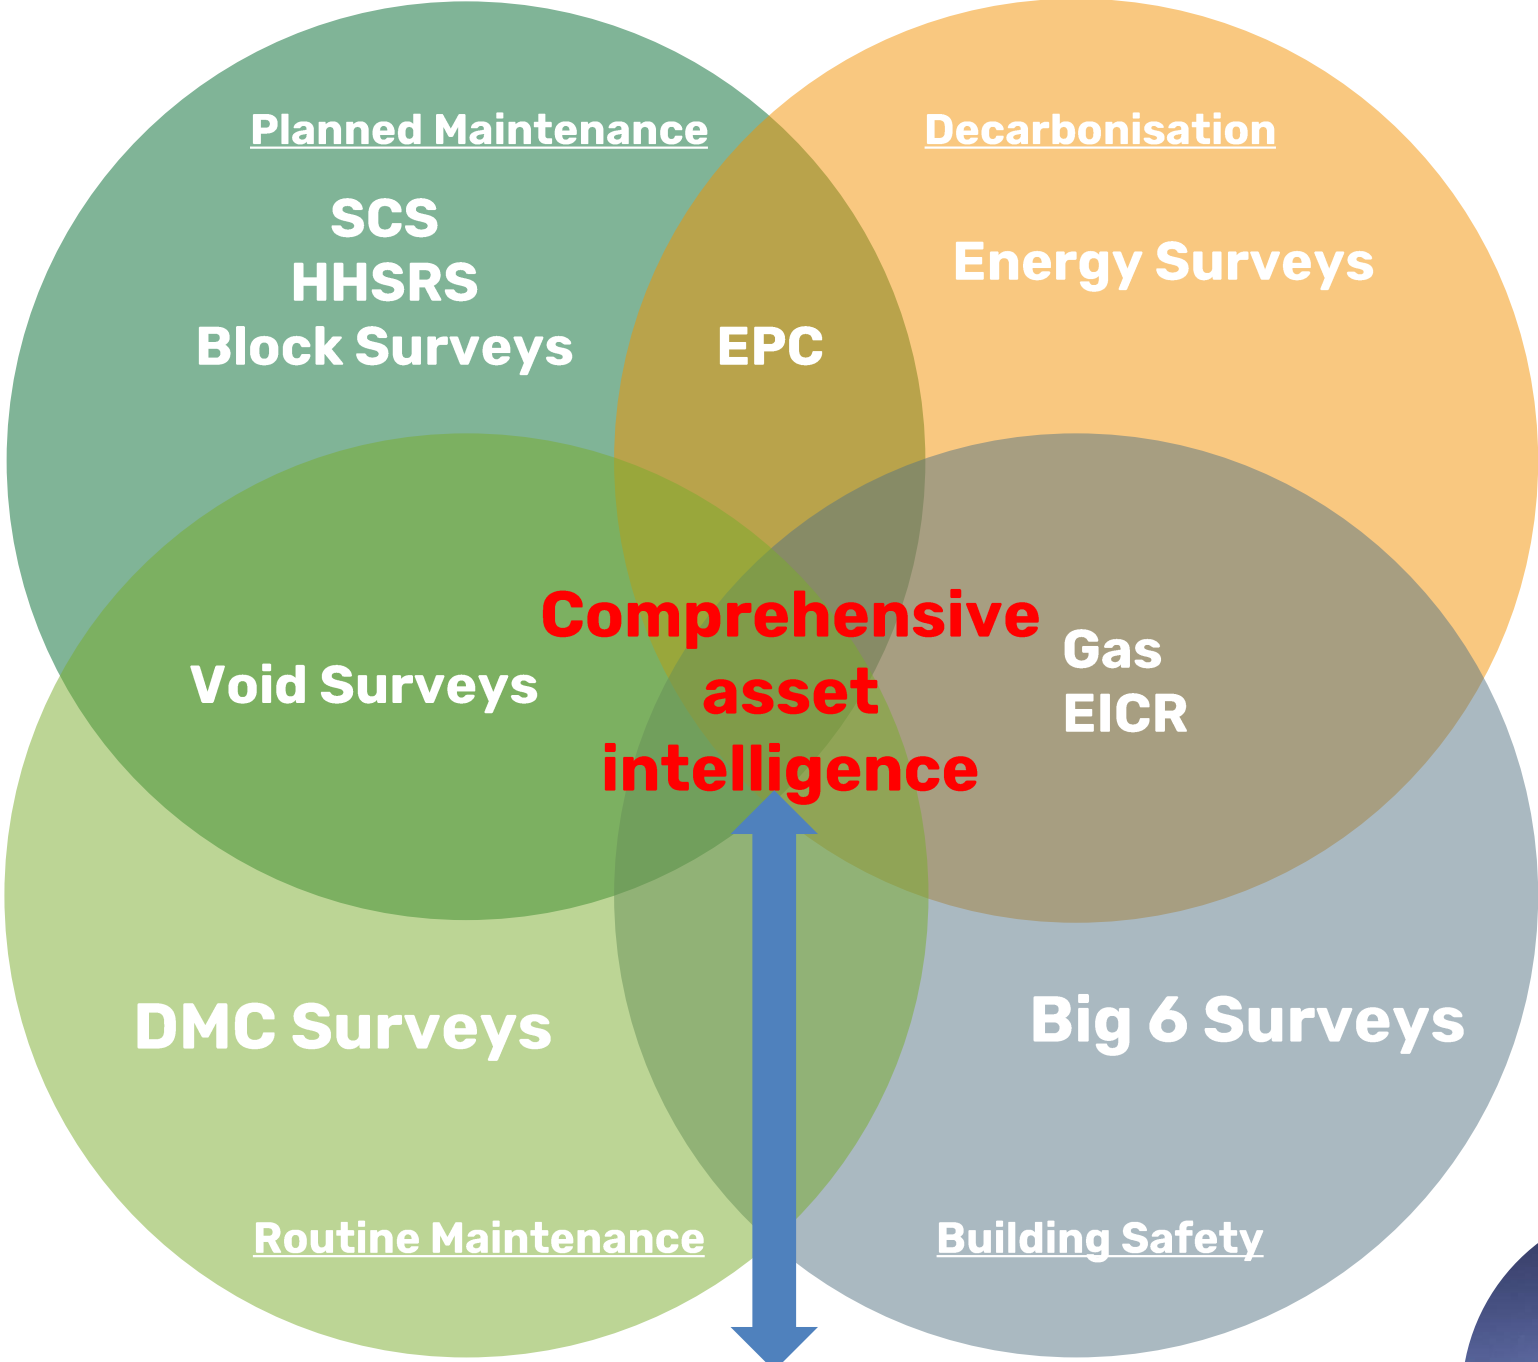 Planned Maintenance
Decarbonisation
SCS
HHSRS
Block Surveys
EPC
Energy Surveys
Void Surveys
Comprehensive
asset
intelligence
Gas
EICR
DMC Surveys
Big 6 Surveys
Routine Maintenance
Building Safety